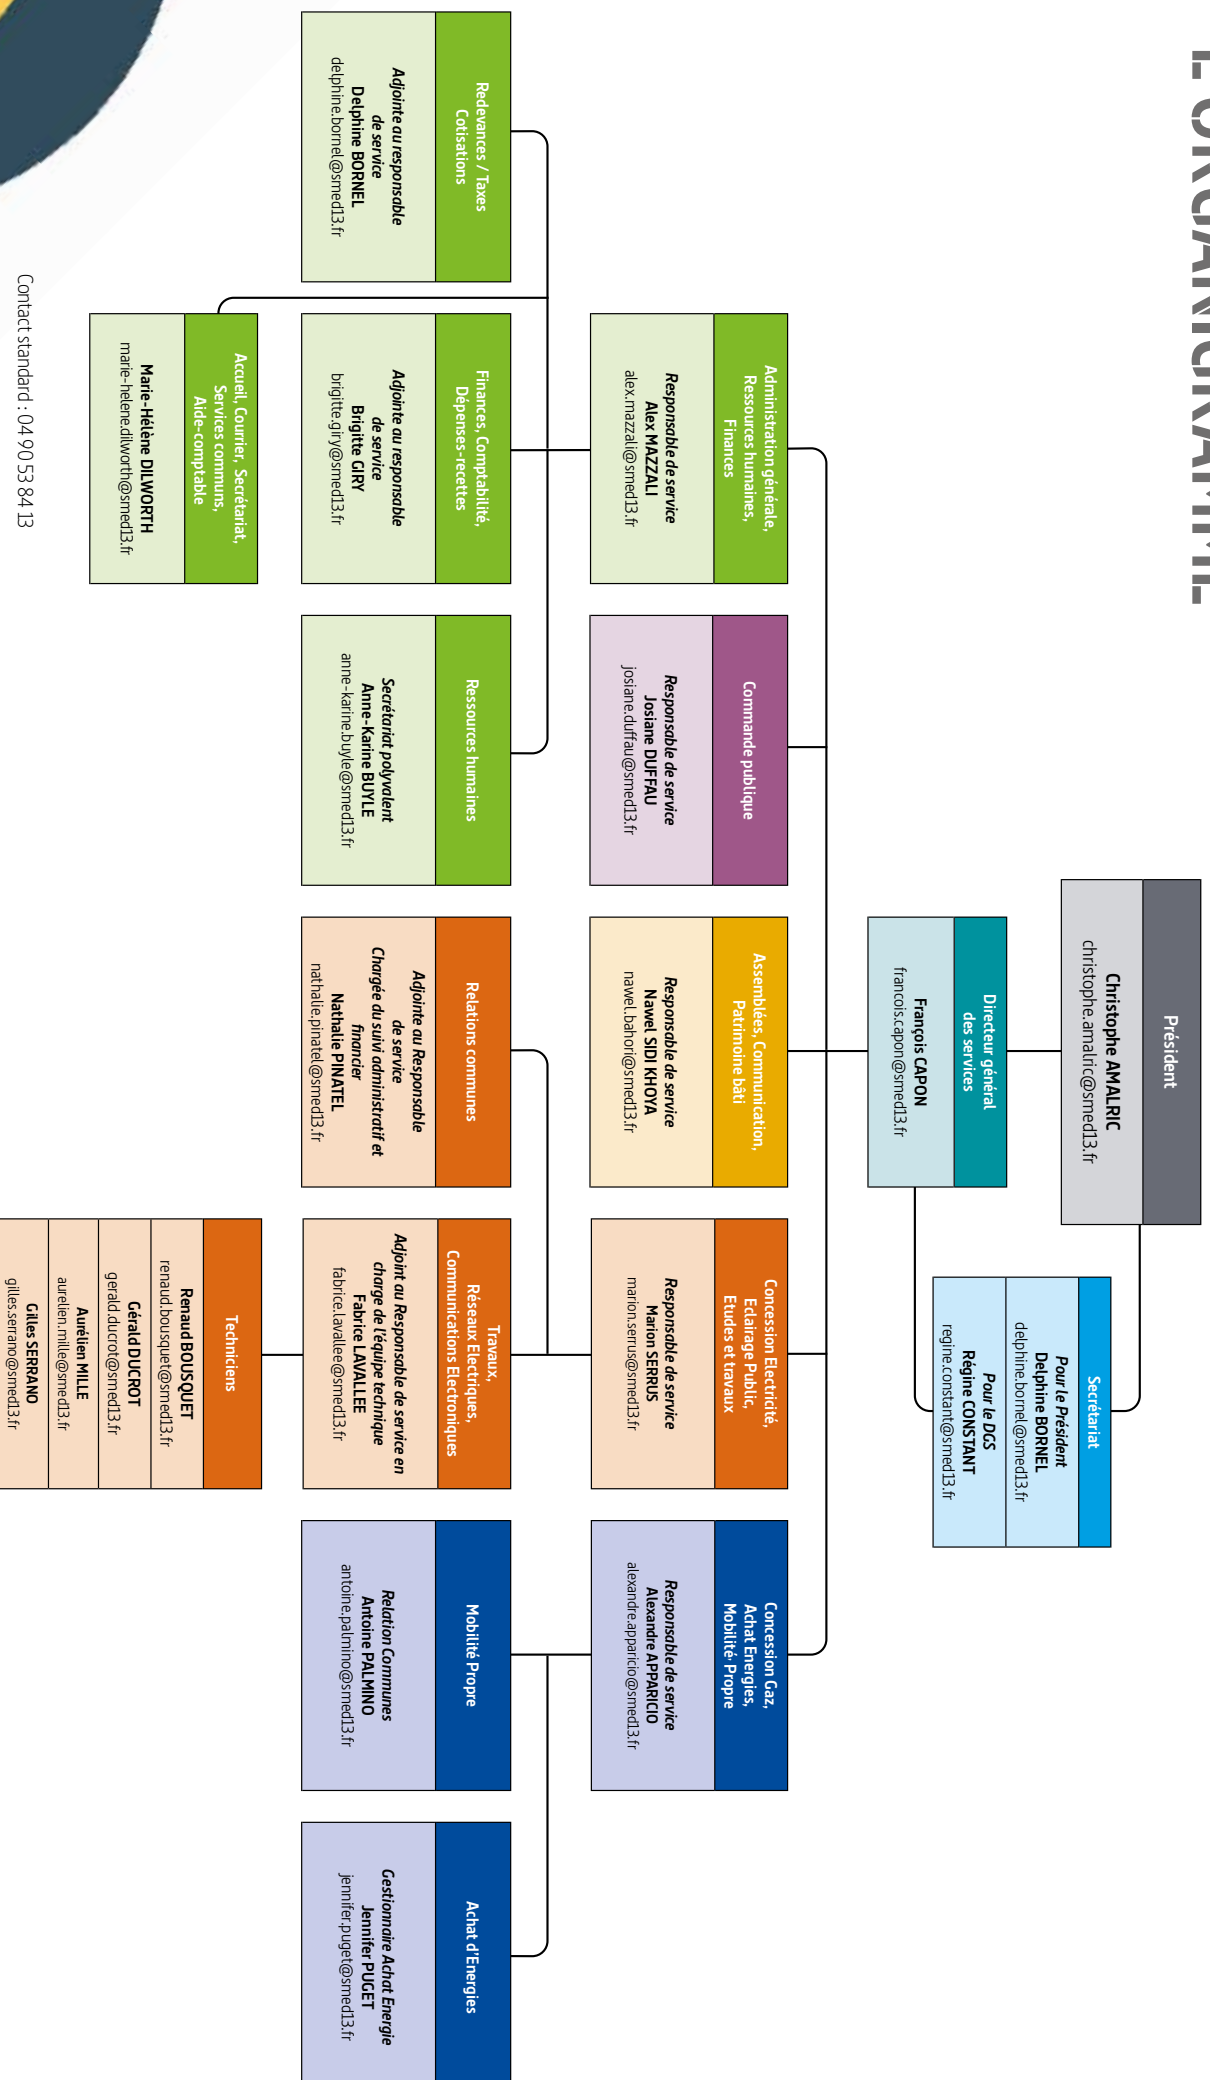 L'ORGANIGRAMME
Président
Christophe AMALRIC
christophe.amalric@smed13.fr
Secrétariat
Pour le Président
Delphine BORNEL
delphine.bornel@smed13.fr
Pour le DGS
Régine CONSTANT
regine.constant@smed13.fr
Directeur général
des services
François CAPON
francois.capon@smed13.fr
Administration générale,
Ressources humaines,
Finances
Responsable de service
Alex MAZZALI
alex.mazzali@smed13.fr
Commande publique
Responsable de service
Josiane DUFFAU
josiane.duffau@smed13.fr
Assemblées, Communication,
Patrimoine bâti
Responsable de service
Nawel SIDI KHOYA
nawel.bahori@smed13.fr
Concession Electricité,
Eclairage Public,
Etudes et travaux
Responsable de service
Marion SERRUS
marion.serrus@smed13.fr
Concession Gaz,
Achat Energies,
Mobilité Propre
Responsable de service
Alexandre APPARICIO
alexandre.apparicio@smed13.fr
Redevances / Taxes
Cotisations
Adjointe au responsable
de service
Delphine BORNEL
delphine.bornel@smed13.fr
Finances, Comptabilité,
Dépenses-recettes
Adjointe au responsable
de service
Brigitte GIRY
brigitte.giry@smed13.fr
Ressources humaines
Secrétariat polyvalent
Anne-Karine BUYLE
anne-karine.buyle@smed13.fr
Relations communes
Adjointe au Responsable
de service
Chargée du suivi administratif et
financier
Nathalie PINATEL
nathalie.pinatel@smed13.fr
Travaux,
Réseaux Electriques,
Communications Electroniques
Adjoint au Responsable de service en
charge de l'équipe technique
Fabrice LAVALLEE
fabrice.lavallee@smed13.fr
Mobilité Propre
Relation Communes
Antoine PALMINO
antoine.palmino@smed13.fr
Achat d'Energies
Gestionnaire Achat Energie
Jennifer PUGET
jennifer.puget@smed13.fr
Accueil, Courrier, Secrétariat,
Services communs,
Aide-comptable
Marie-Hélène DILWORTH
marie-helene.dilworth@smed13.fr
Techniciens
Renaud BOUSQUET
renaud.bousquet@smed13.fr
Gérald DUCROT
gerald.ducrot@smed13.fr
Aurélien MILLE
aurelien.mille@smed13.fr
Gilles SERRANO
gilles.serrano@smed13.fr
Contact standard : 04 90 53 84 13